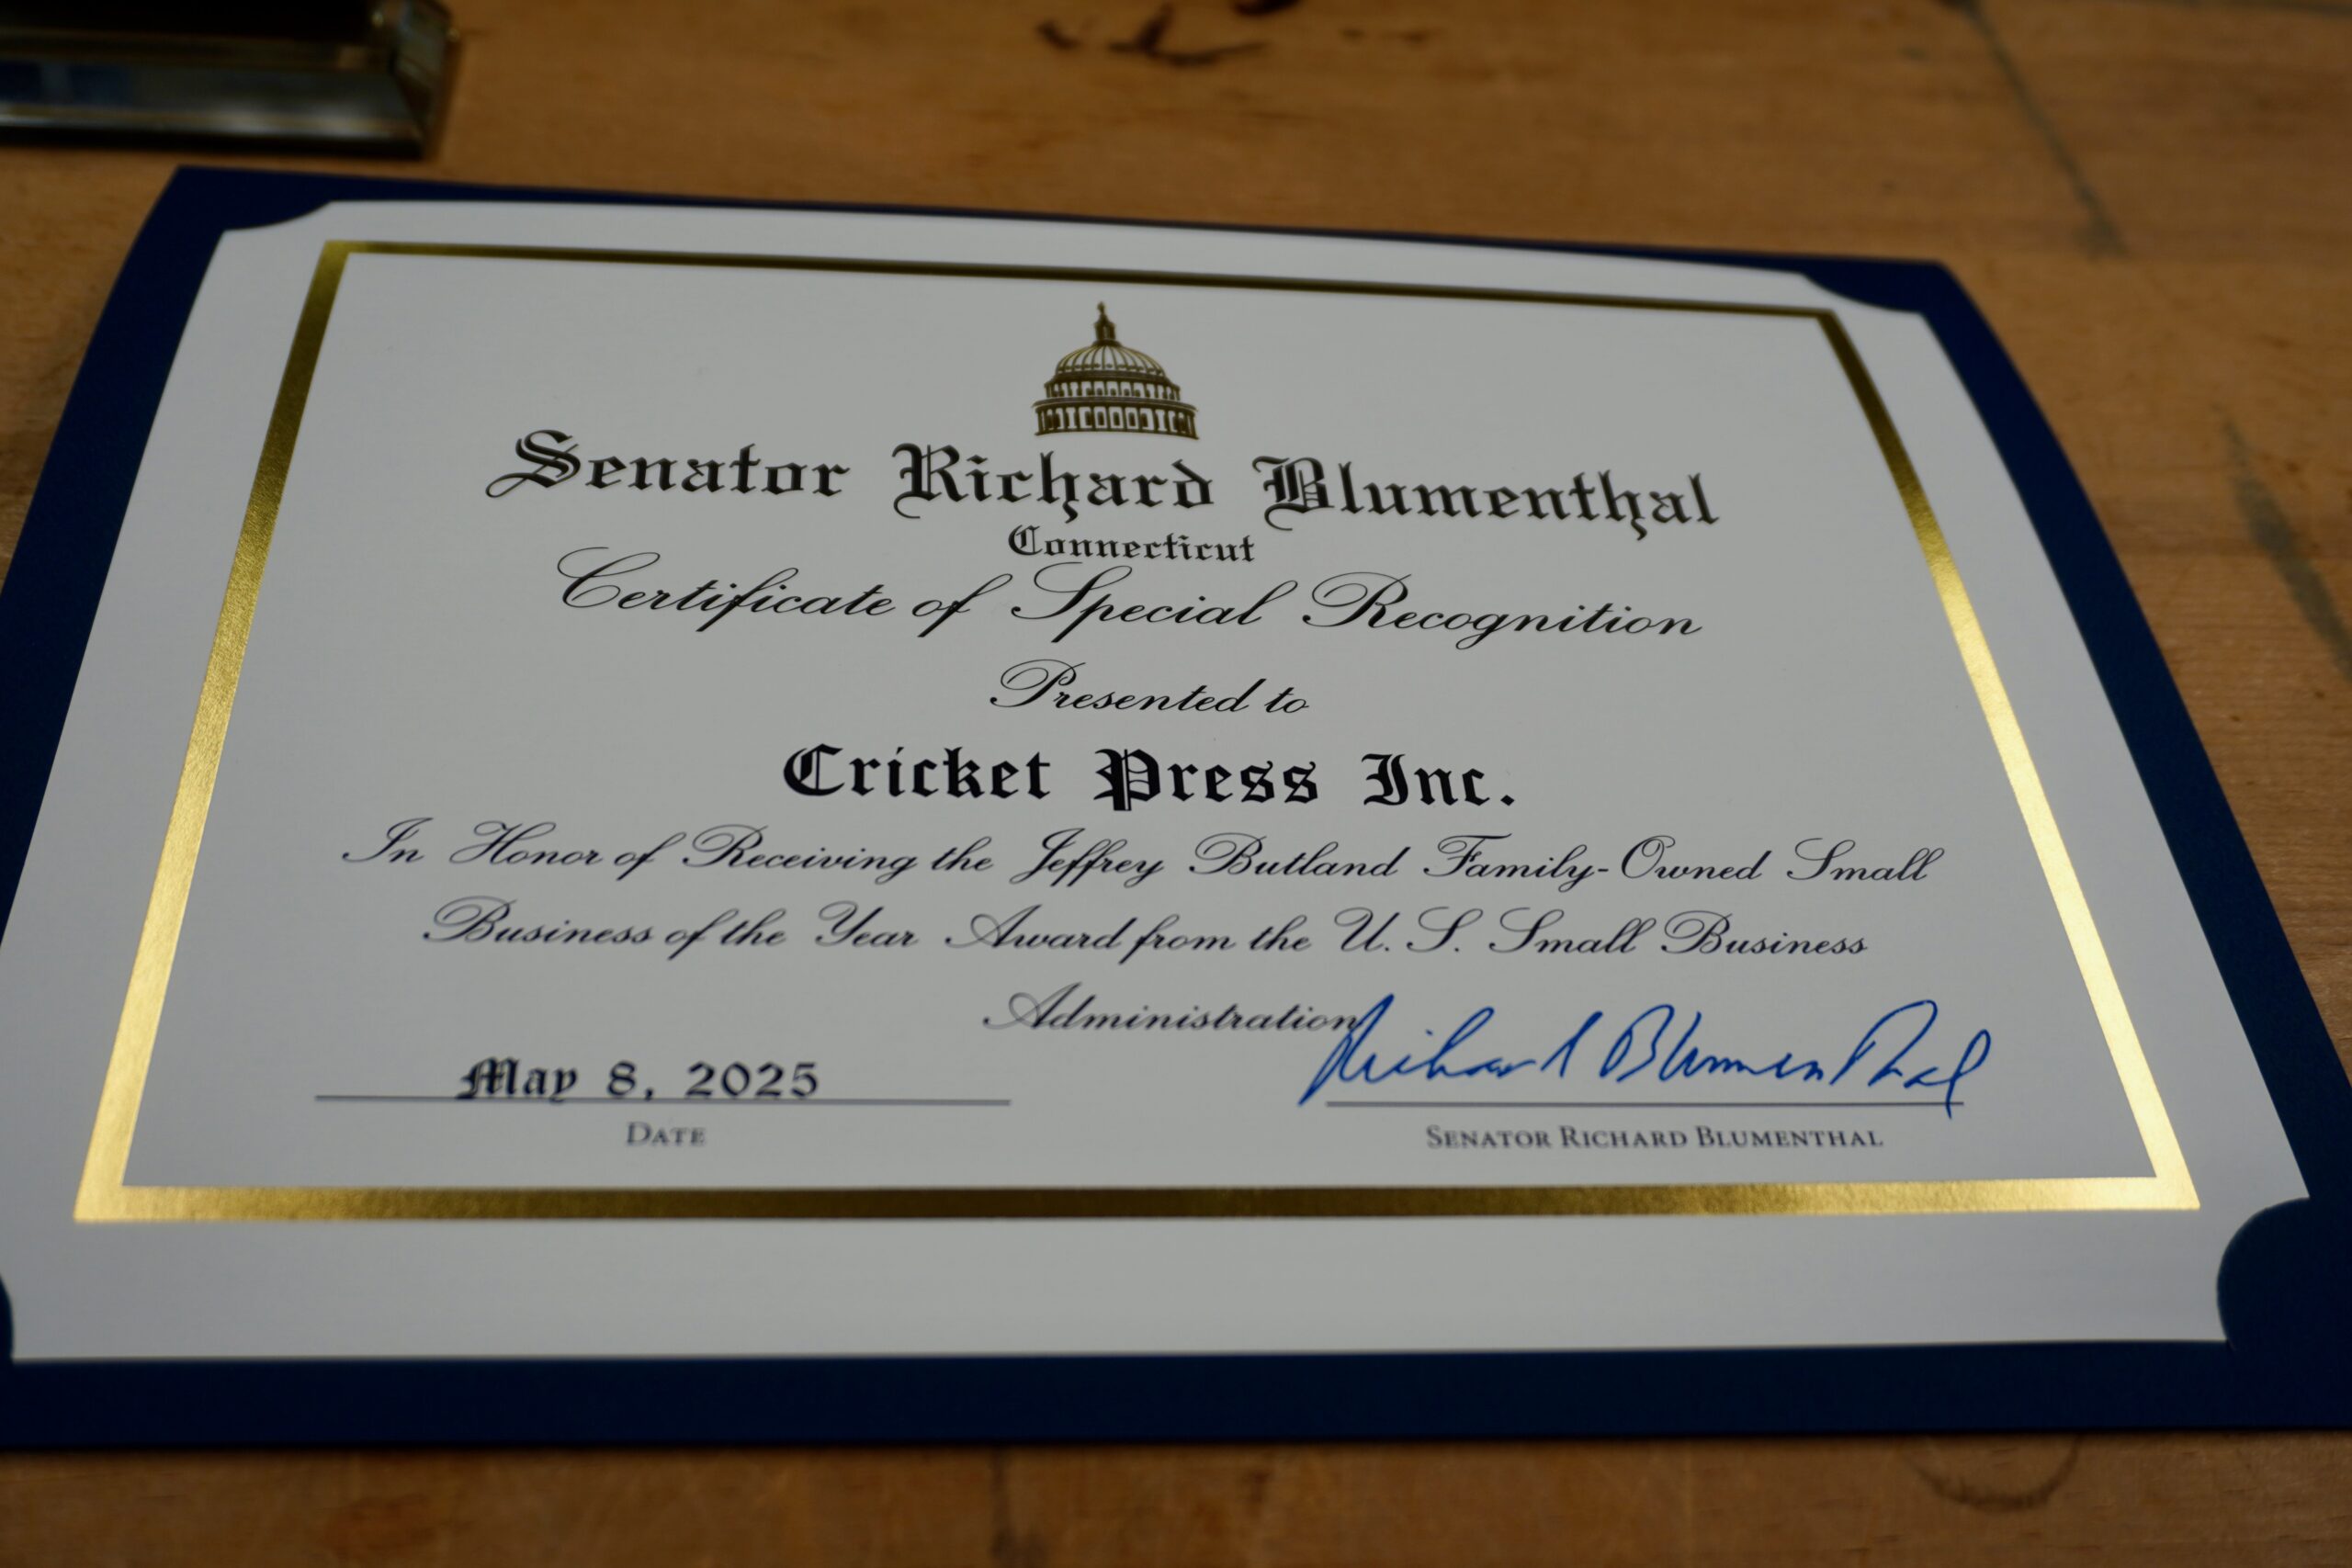 Senator Richard Blumenthal
Connecticut
Certificate of Special Recognition
Presented to
Cricket Press Inc.
In Honor of Receiving the Jeffrey Butland Family-Owned Small
Business of the Year Award from the U. S. Small Business
Administration
May 8, 2025
Richard Blumenthal
DATE
SENATOR RICHARD BLUMENTHAL